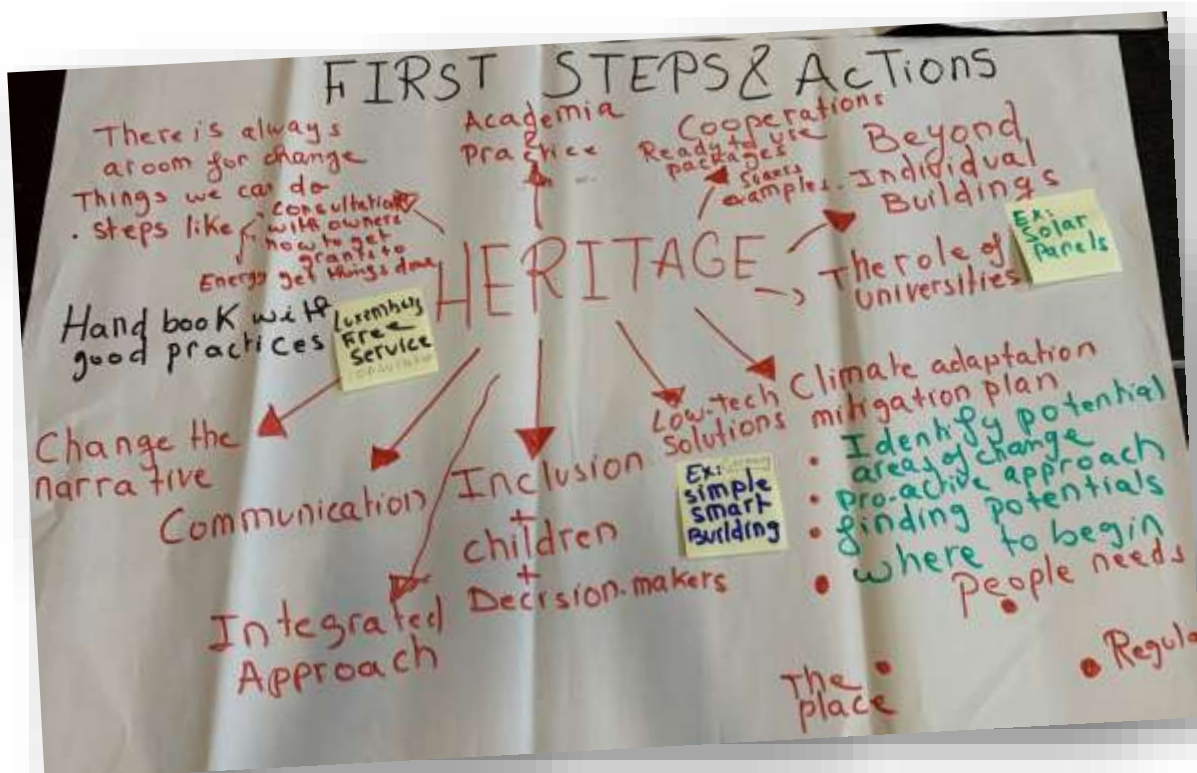 FIRST STEPS & AcTions
There is always
a room for change
Things we can do
. steps like
consultation
with owners
how to get
grants to
get things done
Energy
Academia
&
Practice
Cooperations
Ready to use
packages
examples.
Beyond
Individual
Buildings
Ex:
Solar
Panels
HERITAGE
The role of
universities
Hand book with
good practices
Luxemburg
Free
Service
Change the
narrative
Communication
Integrated
Approach
Inclusion
+
children
+
Decision-makers
Low-tech
Solutions
Ex:
simple
smart
Building
Climate adaptation
mitigation plan
• Identify potential
areas of change
• pro-active approach
• finding potentials
• where to begin
People needs
• Regula
The
place